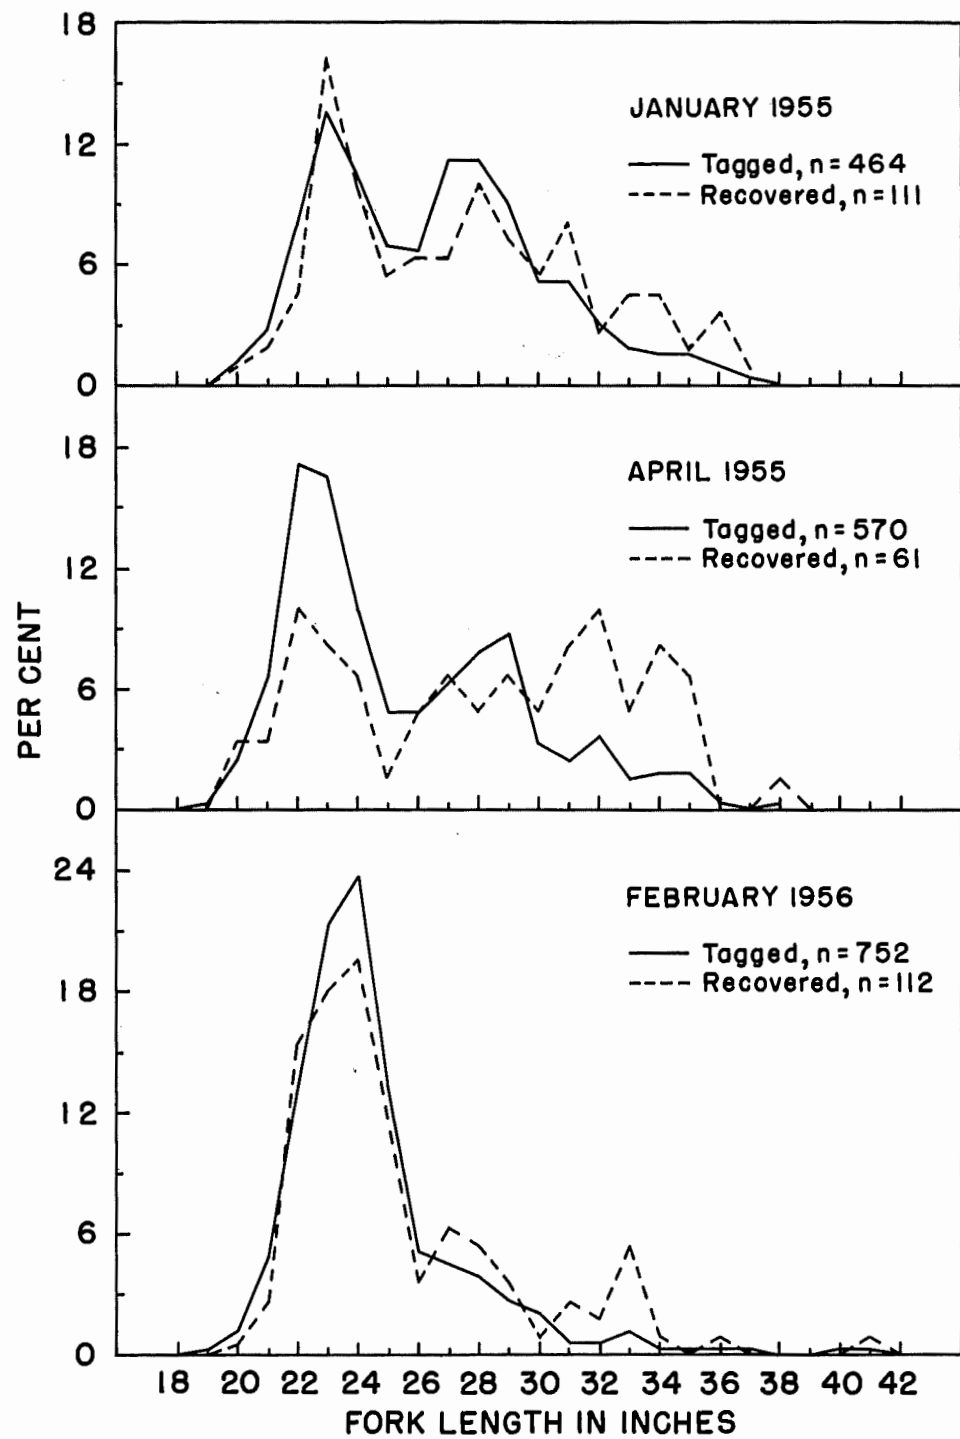 18
JANUARY 1955
12
Tagged, n=464
Recovered, n=111
6
0
18
APRIL 1955
Tagged, n=570
12
Recovered, n=61
PER CENT
6
0
24
FEBRUARY 1956
Tagged, n=752
18
Recovered, n=112
12
6
0
18 20 22 24 26 28 30 32 34 36 38 40 42
FORK LENGTH IN INCHES